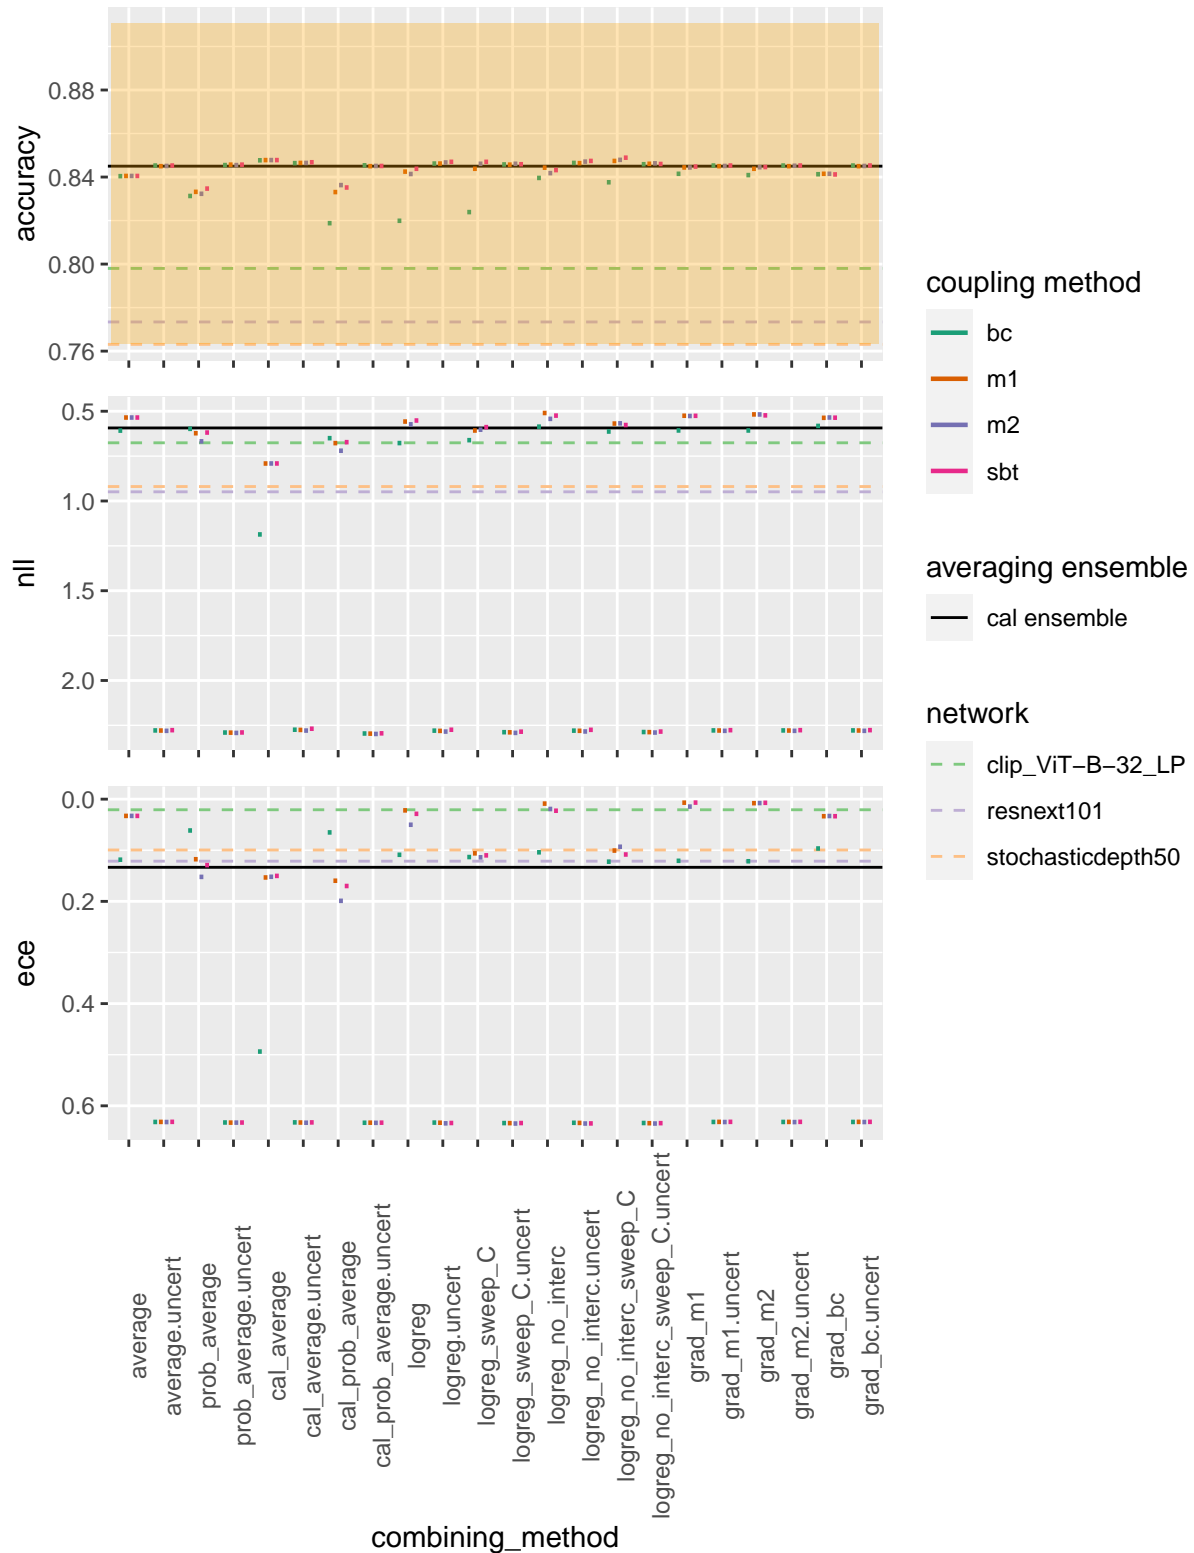 0.88
0.84
0.80
0.76
accuracy
0.5
1.0
1.5
2.0
nll
0.0
0.2
0.4
0.6
ece
average
average.uncert
prob_average
prob_average.uncert
cal_average
cal_average.uncert
cal_prob_average
cal_prob_average.uncert
logreg
logreg.uncert
logreg_sweep_C
logreg_sweep_C.uncert
logreg_no_interc
logreg_no_interc.uncert
logreg_no_interc_sweep_C
logreg_no_interc_sweep_C.uncert
grad_m1
grad_m1.uncert
grad_m2
grad_m2.uncert
grad_bc
grad_bc.uncert
combining_method
coupling method
bc
m1
m2
sbt
averaging ensemble
cal ensemble
network
clip_ViT−B−32_LP
resnext101
stochasticdepth50